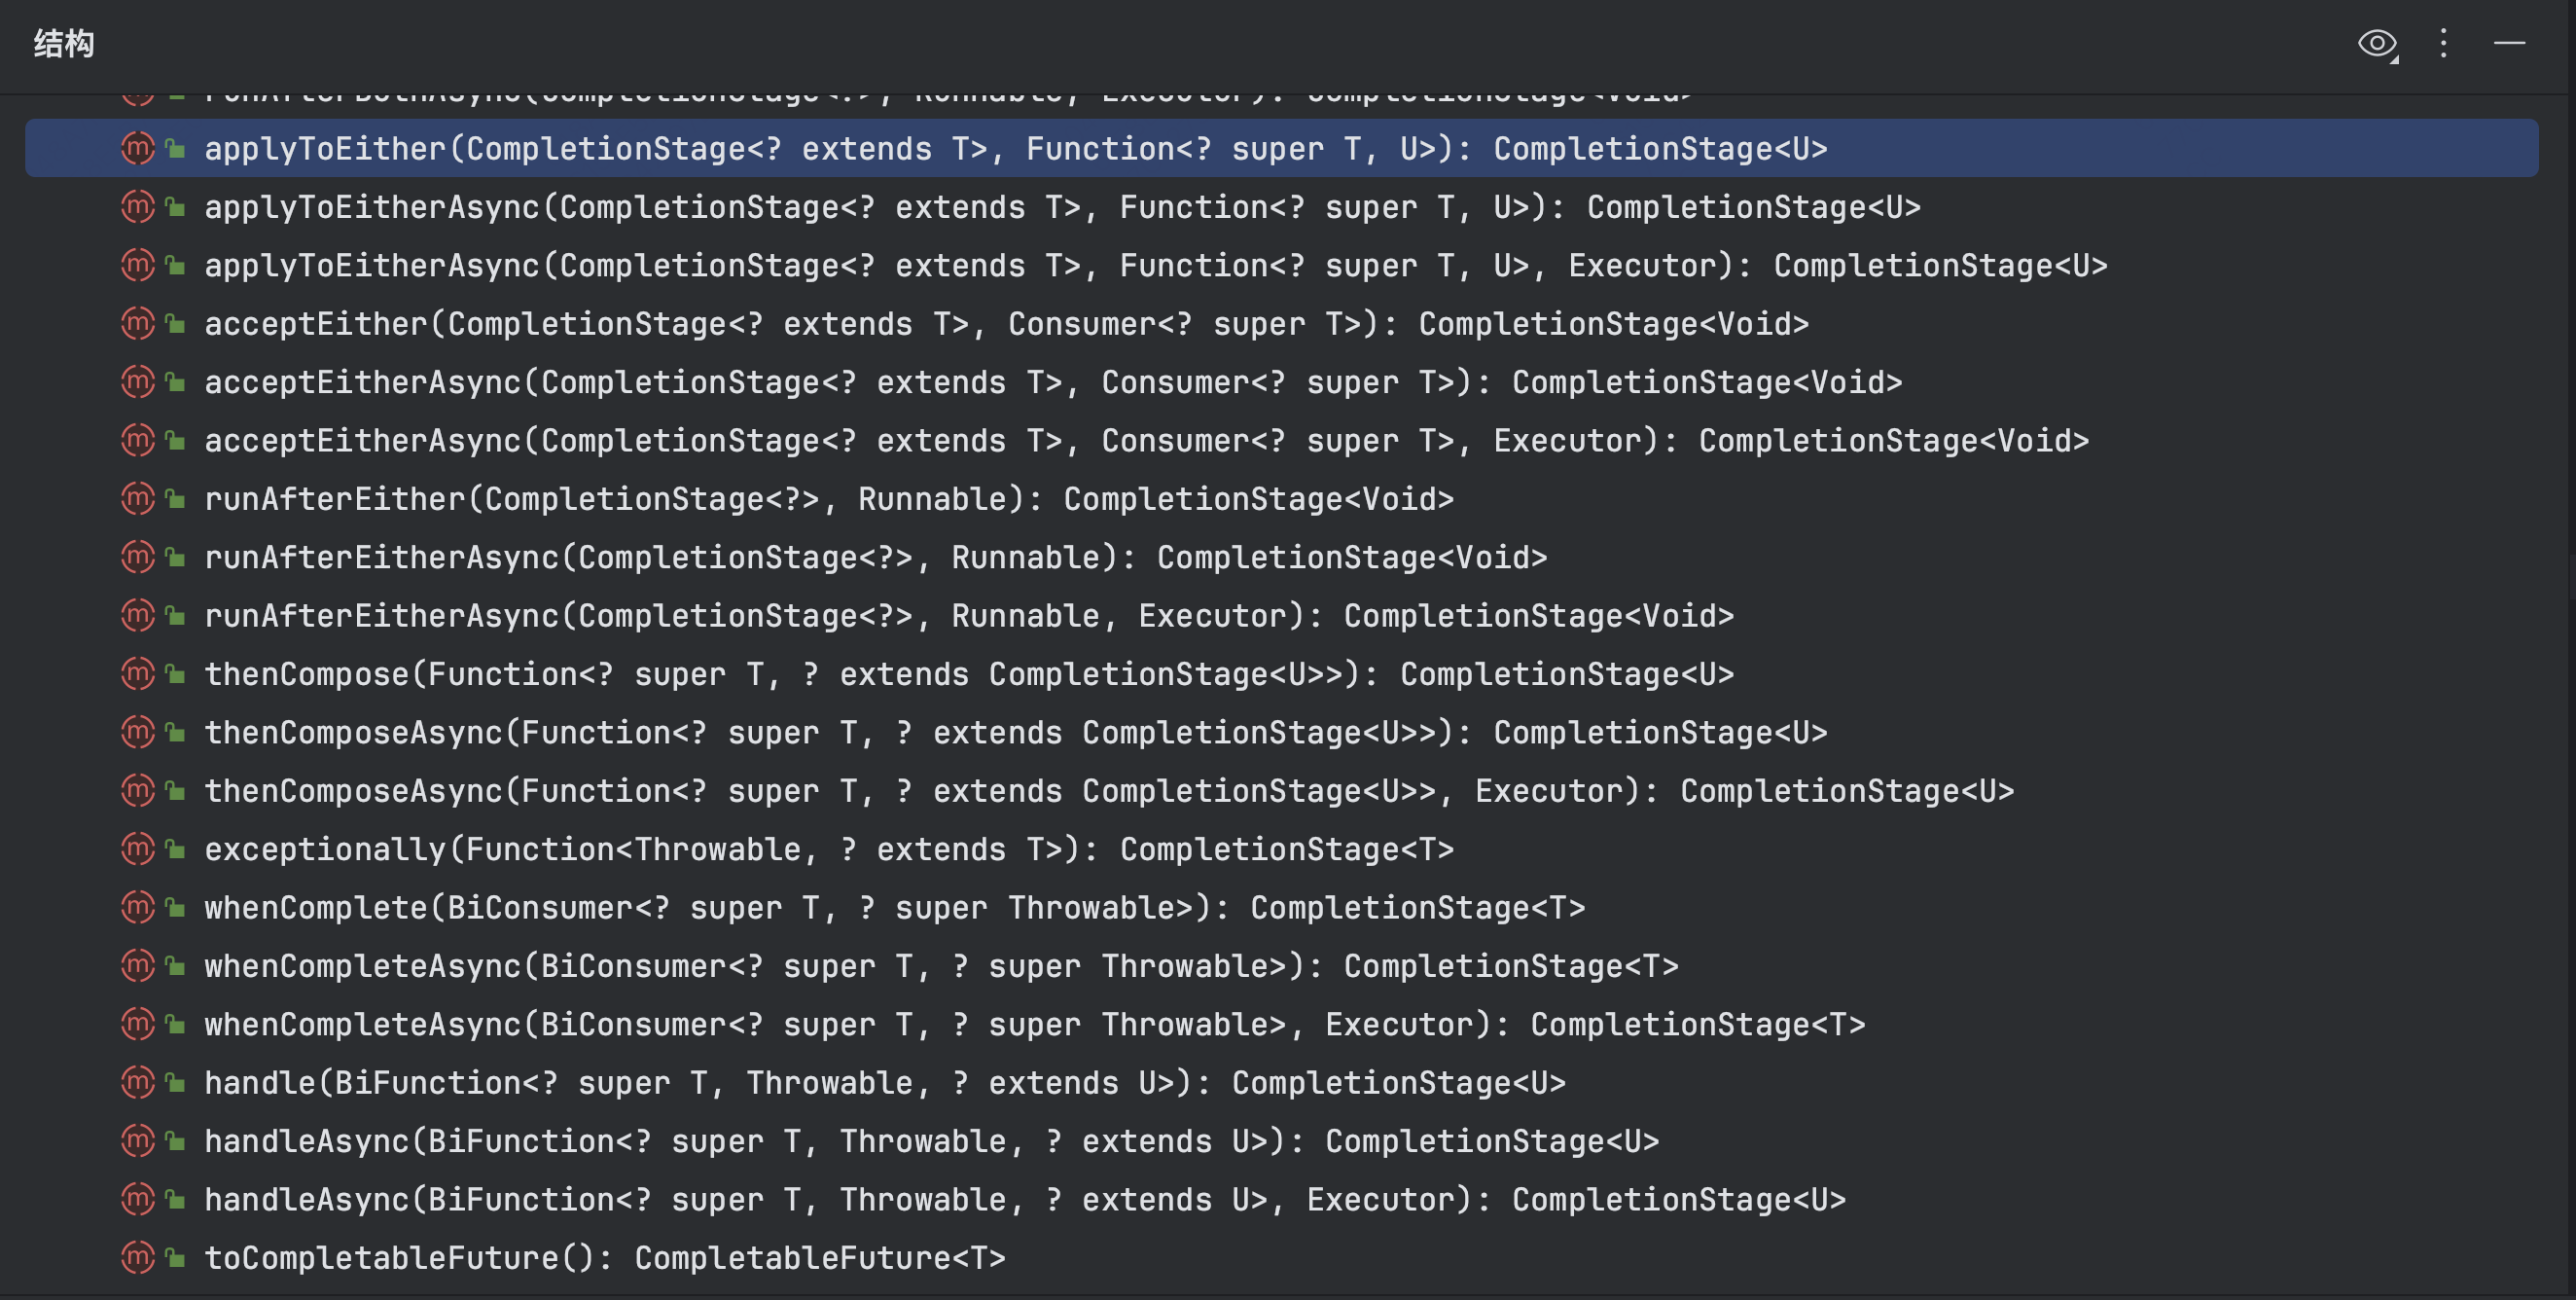 结构
runAfterBothAsync(CompletionStage<?>, Runnable, Executor): CompletionStage<Void>
applyToEither(CompletionStage<? extends T>, Function<? super T, U>): CompletionStage<U>
applyToEitherAsync(CompletionStage<? extends T>, Function<? super T, U>): CompletionStage<U>
applyToEitherAsync(CompletionStage<? extends T>, Function<? super T, U>, Executor): CompletionStage<U>
acceptEither(CompletionStage<? extends T>, Consumer<? super T>): CompletionStage<Void>
acceptEitherAsync(CompletionStage<? extends T>, Consumer<? super T>): CompletionStage<Void>
acceptEitherAsync(CompletionStage<? extends T>, Consumer<? super T>, Executor): CompletionStage<Void>
runAfterEither(CompletionStage<?>, Runnable): CompletionStage<Void>
runAfterEitherAsync(CompletionStage<?>, Runnable): CompletionStage<Void>
runAfterEitherAsync(CompletionStage<?>, Runnable, Executor): CompletionStage<Void>
thenCompose(Function<? super T, ? extends CompletionStage<U>>): CompletionStage<U>
thenComposeAsync(Function<? super T, ? extends CompletionStage<U>>): CompletionStage<U>
thenComposeAsync(Function<? super T, ? extends CompletionStage<U>>, Executor): CompletionStage<U>
exceptionally(Function<Throwable, ? extends T>): CompletionStage<T>
whenComplete(BiConsumer<? super T, ? super Throwable>): CompletionStage<T>
whenCompleteAsync(BiConsumer<? super T, ? super Throwable>): CompletionStage<T>
whenCompleteAsync(BiConsumer<? super T, ? super Throwable>, Executor): CompletionStage<T>
handle(BiFunction<? super T, Throwable, ? extends U>): CompletionStage<U>
handleAsync(BiFunction<? super T, Throwable, ? extends U>): CompletionStage<U>
handleAsync(BiFunction<? super T, Throwable, ? extends U>, Executor): CompletionStage<U>
toCompletableFuture(): CompletableFuture<T>